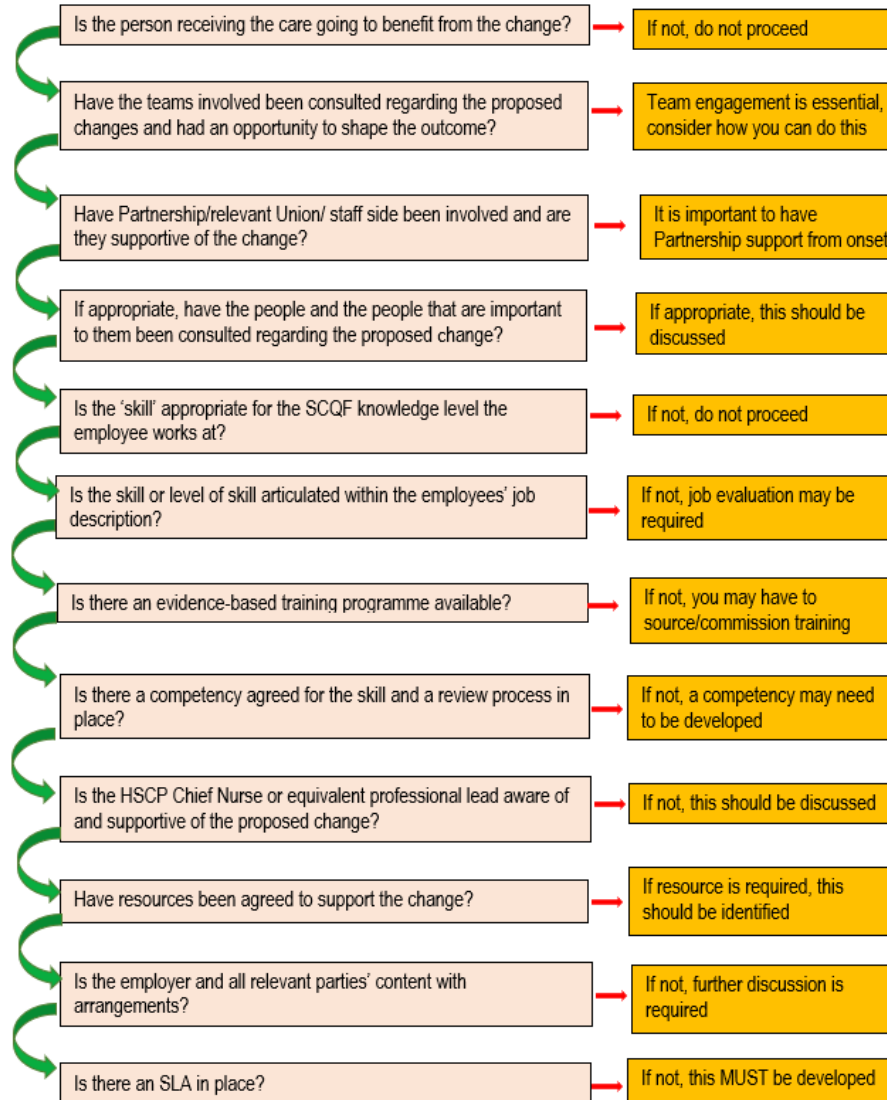 Is the person receiving the care going to benefit from the change?
If not, do not proceed
Have the teams involved been consulted regarding the proposed
changes and had an opportunity to shape the outcome?
Team engagement is essential,
consider how you can do this
Have Partnership/relevant Union/ staff side been involved and are
they supportive of the change?
It is important to have
Partnership support from onset
If appropriate, have the people and the people that are important
to them been consulted regarding the proposed change?
If appropriate, this should be
discussed
Is the ‘skill’ appropriate for the SCQF knowledge level the
employee works at?
If not, do not proceed
Is the skill or level of skill articulated within the employees’ job
description?
If not, job evaluation may be
required
Is there an evidence-based training programme available?
If not, you may have to
source/commission training
Is there a competency agreed for the skill and a review process in
place?
If not, a competency may need
to be developed
Is the HSCP Chief Nurse or equivalent professional lead aware of
and supportive of the proposed change?
If not, this should be discussed
Have resources been agreed to support the change?
If resource is required, this
should be identified
Is the employer and all relevant parties’ content with
arrangements?
If not, further discussion is
required
Is there an SLA in place?
If not, this MUST be developed